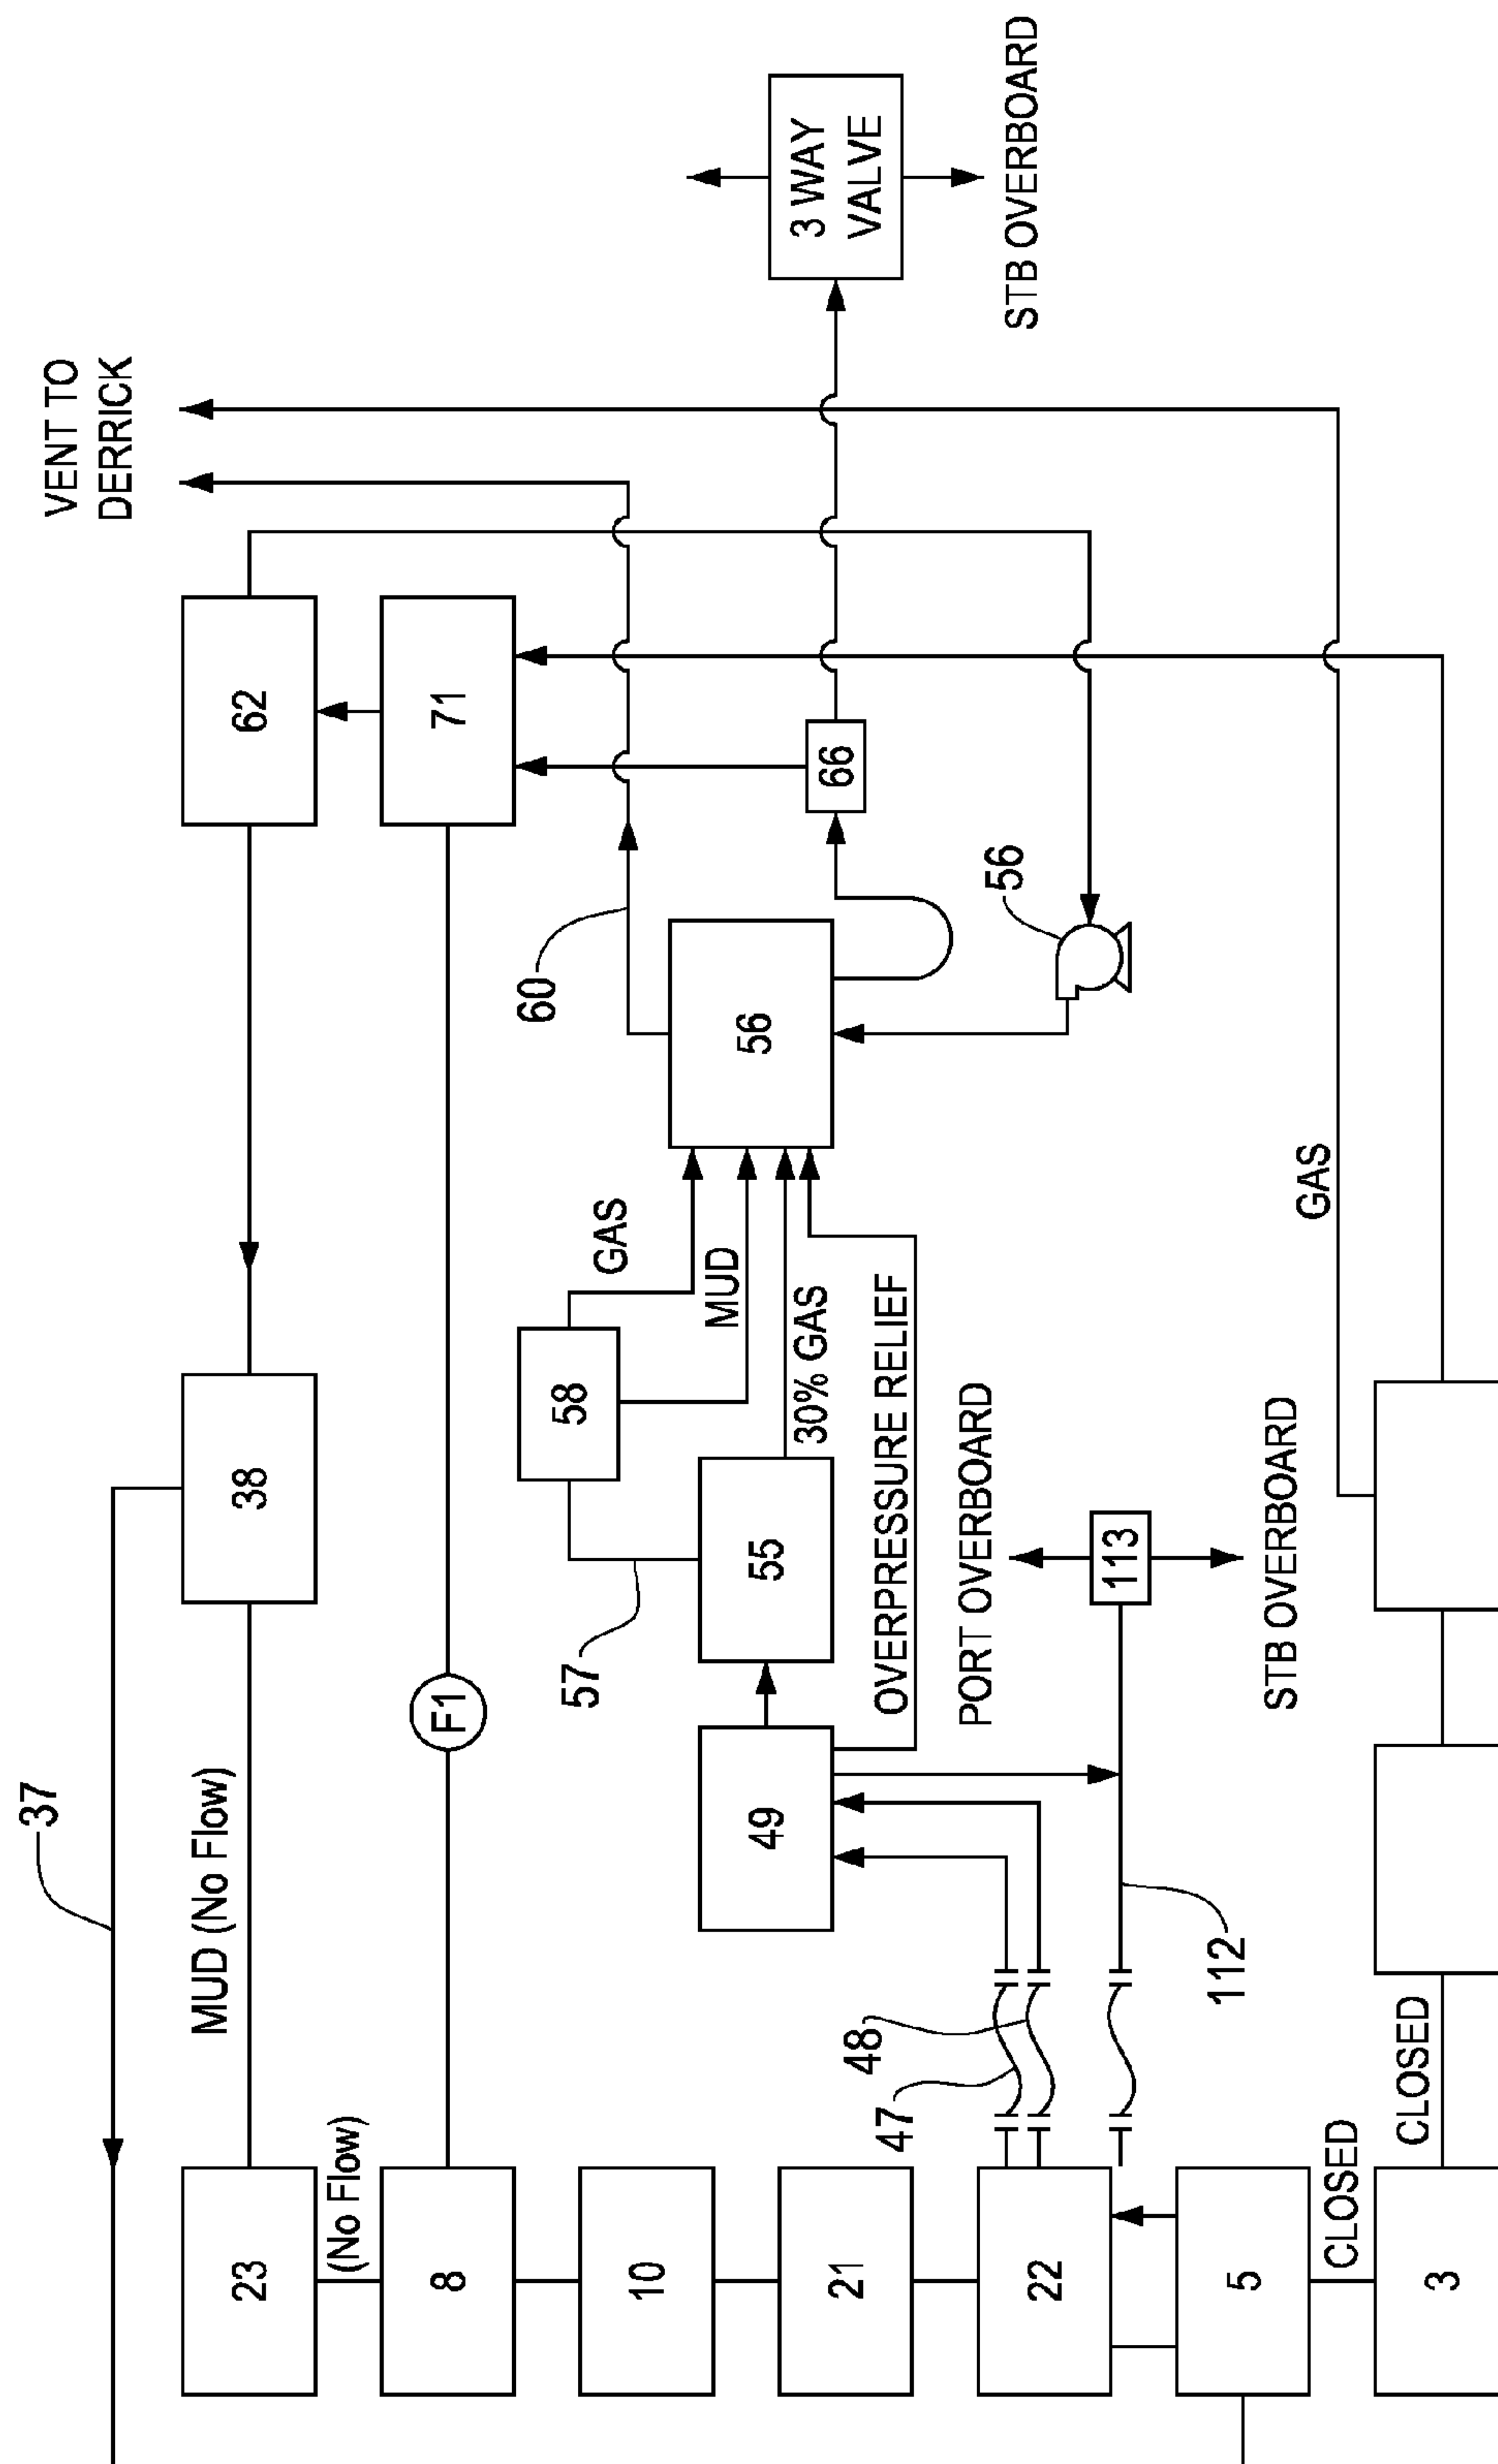 37
MUD (No Flow)
38
62
VENT TO
DERRICK
23
(No Flow)
8
F1
71
10
57
58
GAS
MUD
60
21
49
55
30% GAS
56
66
3 WAY
VALVE
OVERPRESSURE RELIEF
47
48
PORT OVERBOARD
56
STB OVERBOARD
22
112
113
STB OVERBOARD
5
CLOSED
GAS
3
CLOSED